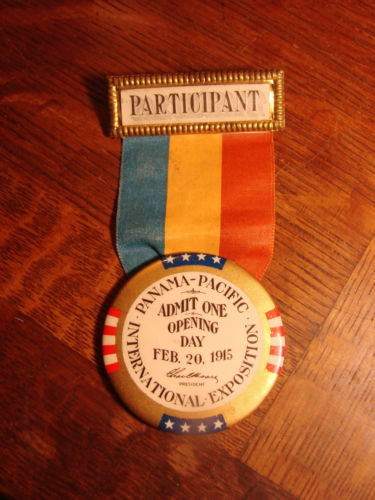 PARTICIPANT
· PANAMA-PACIFIC ·
INTERNATIONAL · EXPOSITION
ADMIT ONE
OPENING
DAY
FEB. 20, 1915
PRESIDENT